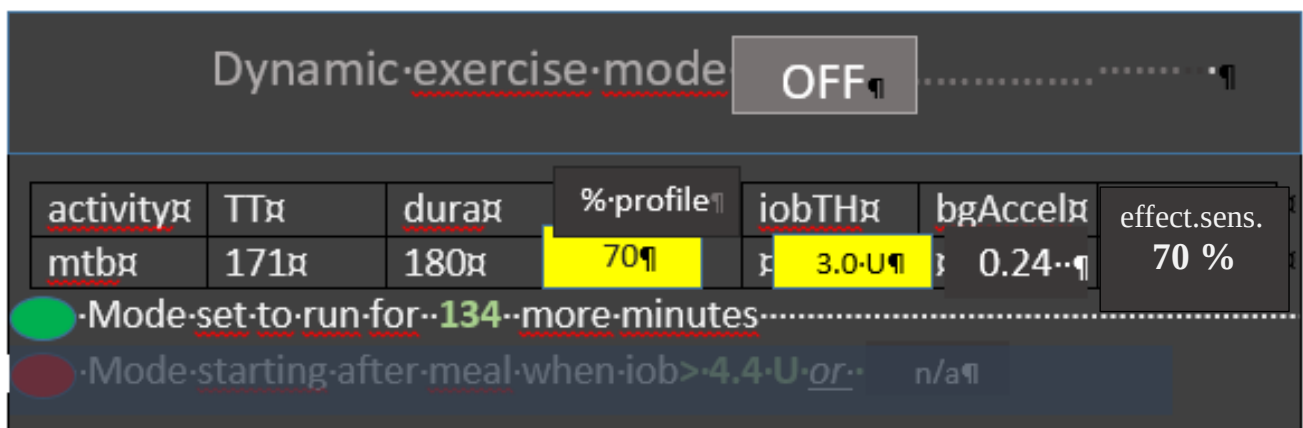 Dynamic exercise mode OFF
activity TT dura % profile iobTH bgAccel effect.sens.
mtb 171 180 70 3.0 U 0.24 70 %
Mode set to run for 134 more minutes
Mode starting after meal when iob> 4.4 U or n/a